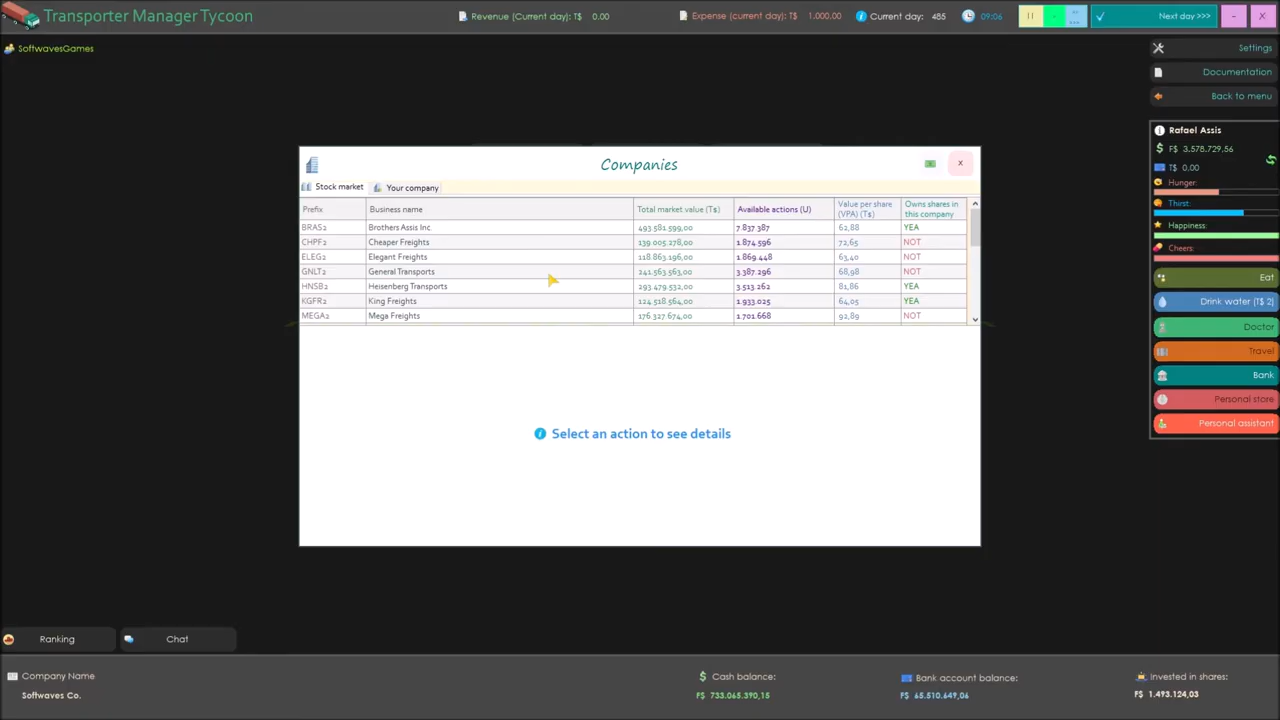 Transporter Manager Tycoon
Revenue (Current day): T$ 0.00
Expense (current day): T$ 1.000.00
Current day: 485
09:06
Next day >>>
-
X
SoftwavesGames
Settings
Documentation
Back to menu
Rafael Assis
F$ 3.578.729,56
T$ 0,00
Hunger:
Thirst:
Happiness:
Cheers:
Eat
Drink water (T$ 2)
Doctor
Travel
Bank
Personal store
Personal assistant
Companies
x
Stock market Your company
Prefix Business name Total market value (T$) Available actions (U) Value per share (VPA) (T$) Owns shares in this company
BRAS2 Brothers Assis Inc. 493.581.599,00 7.837.387 62,88 YEA
CHPF2 Cheaper Freights 139.005.278,00 1.874.596 72,65 NOT
ELEG2 Elegant Freights 118.863.196,00 1.869.448 63,40 NOT
GNLT2 General Transports 241.563.563,00 3.387.296 68,98 NOT
HNSB2 Heisenberg Transports 293.479.532,00 3.513.262 81,86 YEA
KGFR2 King Freights 124.518.564,00 1.933.025 64,05 YEA
MEGA2 Mega Freights 176.327.674,00 1.701.668 92,89 NOT
Select an action to see details
Ranking
Chat
Company Name
Softwaves Co.
Cash balance:
F$ 733.065.390,15
Bank account balance:
F$ 65.510.649,06
Invested in shares:
F$ 1.493.124,03